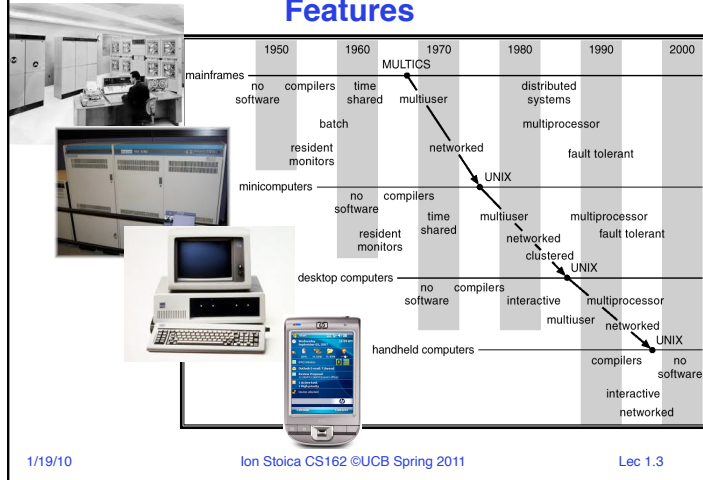 Features
1950 1960 1970 1980 1990 2000
MULTICS
mainframes
no software
compilers
time shared
multiuser
distributed systems
batch
multiprocessor
resident monitors
networked
fault tolerant
UNIX
minicomputers
no software
compilers
resident monitors
time shared
multiuser
multiprocessor
networked
fault tolerant
clustered
UNIX
desktop computers
no software
compilers
interactive
multiprocessor
multiuser
networked
UNIX
handheld computers
compilers
no software
interactive
networked
1/19/10
Ion Stoica CS162 ©UCB Spring 2011
Lec 1.3